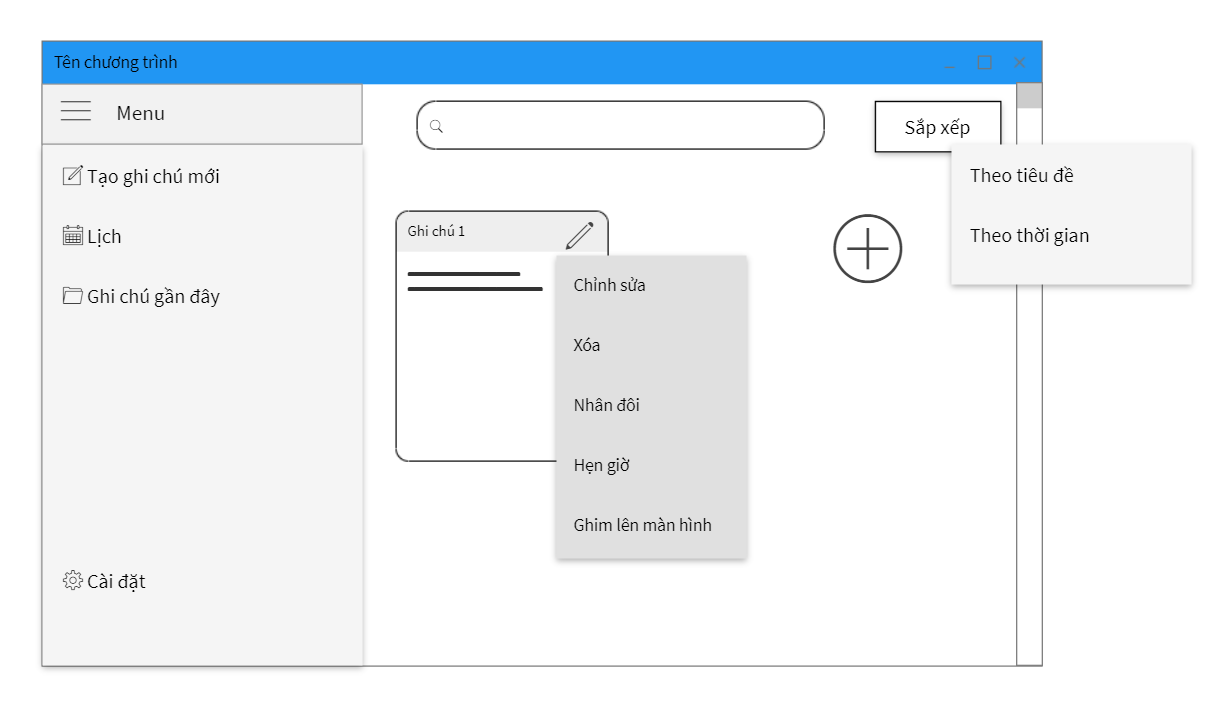 Tên chương trình
Menu
Sắp xếp
Tạo ghi chú mới
Theo tiêu đề
Lịch
Ghi chú 1
Theo thời gian
Ghi chú gần đây
Chỉnh sửa
Xóa
Nhân đôi
Hẹn giờ
Ghim lên màn hình
Cài đặt